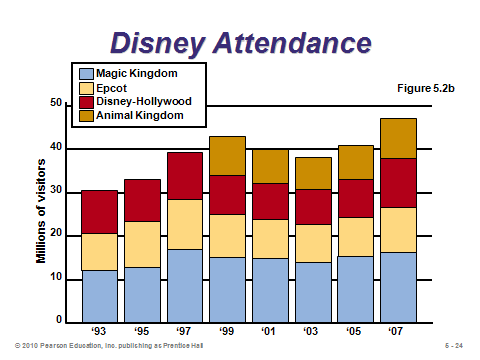 Disney Attendance
Magic Kingdom
Epcot
Disney-Hollywood
Animal Kingdom
Figure 5.2b
Millions of visitors
50
40
30
20
10
0
‘93 ‘95 ‘97 ‘99 ‘01 ‘03 ‘05 ‘07
© 2010 Pearson Education, Inc. publishing as Prentice Hall
5 - 24